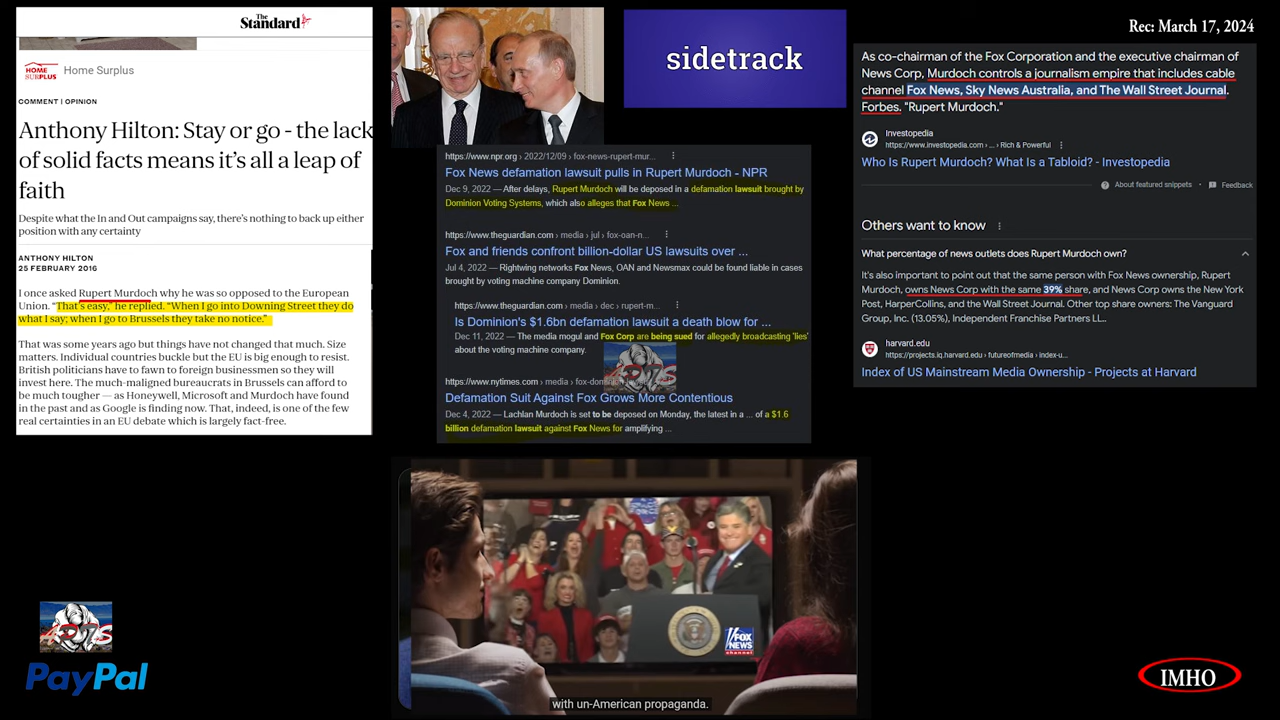 The
Standard
HOME
SURPLUS
Home Surplus
COMMENT | OPINION
Anthony Hilton: Stay or go - the lack
of solid facts means it's all a leap of
faith
Despite what the In and Out campaigns say, there's nothing to back up either
position with any certainty
ANTHONY HILTON
25 FEBRUARY 2016
I once asked Rupert Murdoch why he was so opposed to the European
Union. "That's easy," he replied. "When I go into Downing Street they do
what I say; when I go to Brussels they take no notice."
That was some years ago but things have not changed that much. Size
matters. Individual countries buckle but the EU is big enough to resist.
British politicians have to fawn to foreign businessmen so they will
invest here. The much-maligned bureaucrats in Brussels can afford to
be much tougher — as Honeywell, Microsoft and Murdoch have found
in the past and as Google is finding now. That, indeed, is one of the few
real certainties in an EU debate which is largely fact-free.
sidetrack
https://www.npr.org › 2022/12/09 › fox-news-rupert-mur...
Fox News defamation lawsuit pulls in Rupert Murdoch - NPR
Dec 9, 2022 — After delays, Rupert Murdoch will be deposed in a defamation lawsuit brought by
Dominion Voting Systems, which also alleges that Fox News ...
https://www.theguardian.com › media › jul › fox-oan-n...
Fox and friends confront billion-dollar US lawsuits over ...
Jul 4, 2022 — Rightwing networks Fox News, OAN and Newsmax could be found liable in cases
brought by voting machine company Dominion.
https://www.theguardian.com › media › dec › rupert-m...
Is Dominion's $1.6bn defamation lawsuit a death blow for ...
Dec 11, 2022 — The media mogul and Fox Corp are being sued for allegedly broadcasting 'lies'
about the voting machine company.
https://www.nytimes.com › media › fox-dominion-
Defamation Suit Against Fox Grows More Contentious
Dec 4, 2022 — Lachlan Murdoch is set to be deposed on Monday, the latest in a ... of a $1.6
billion defamation lawsuit against Fox News for amplifying ...
Rec: March 17, 2024
As co-chairman of the Fox Corporation and the executive chairman of
News Corp, Murdoch controls a journalism empire that includes cable
channel Fox News, Sky News Australia, and The Wall Street Journal.
Forbes. "Rupert Murdoch."
Investopedia
https://www.investopedia.com › ... › Rich & Powerful
Who Is Rupert Murdoch? What Is a Tabloid? - Investopedia
About featured snippets • Feedback
Others want to know
What percentage of news outlets does Rupert Murdoch own?
It's also important to point out that the same person with Fox News ownership, Rupert
Murdoch, owns News Corp with the same 39% share, and News Corp owns the New York
Post, HarperCollins, and the Wall Street Journal. Other top share owners: The Vanguard
Group, Inc. (13.05%), Independent Franchise Partners LL..
harvard.edu
https://projects.iq.harvard.edu › futureofmedia › index-u...
Index of US Mainstream Media Ownership - Projects at Harvard
FOX
NEWS
channel
with un-American propaganda.
PayPal
IMHO